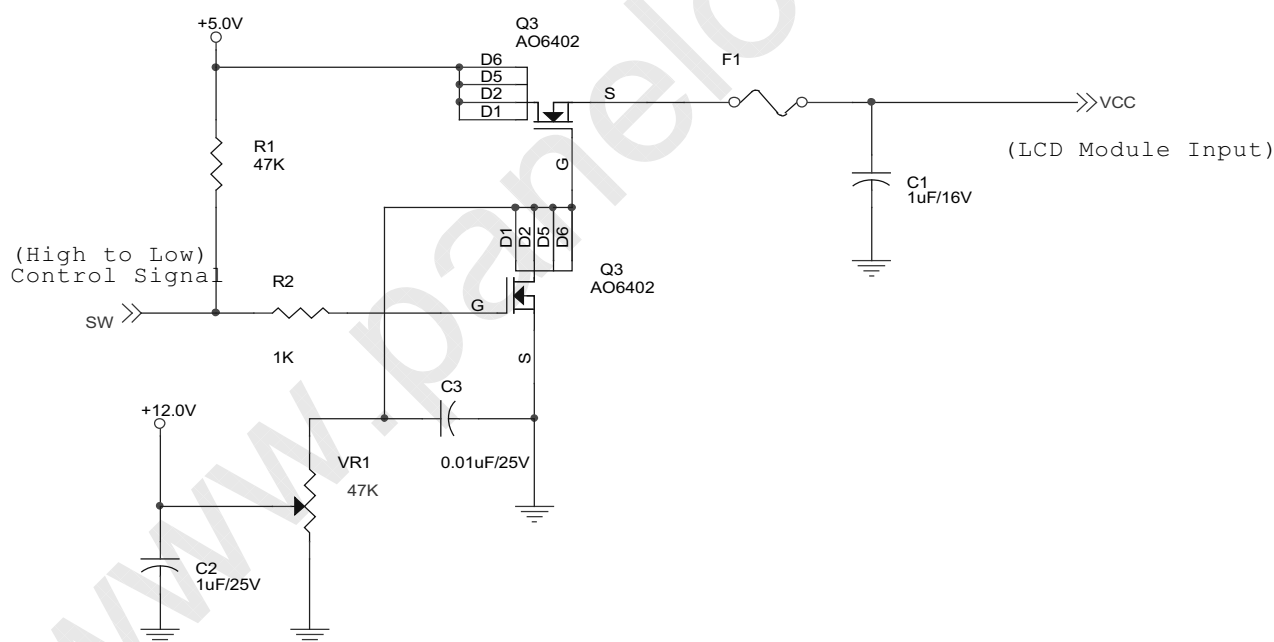 +5.0V
Q3
AO6402
D6
D5
D2
D1
S
G
F1
VCC
(LCD Module Input)
R1
47K
C1
1uF/16V
D1
D2
D5
D6
Q3
AO6402
(High to Low)
Control Signal
SW
R2
1K
G
S
C3
0.01uF/25V
+12.0V
VR1
47K
C2
1uF/25V
www.panelo